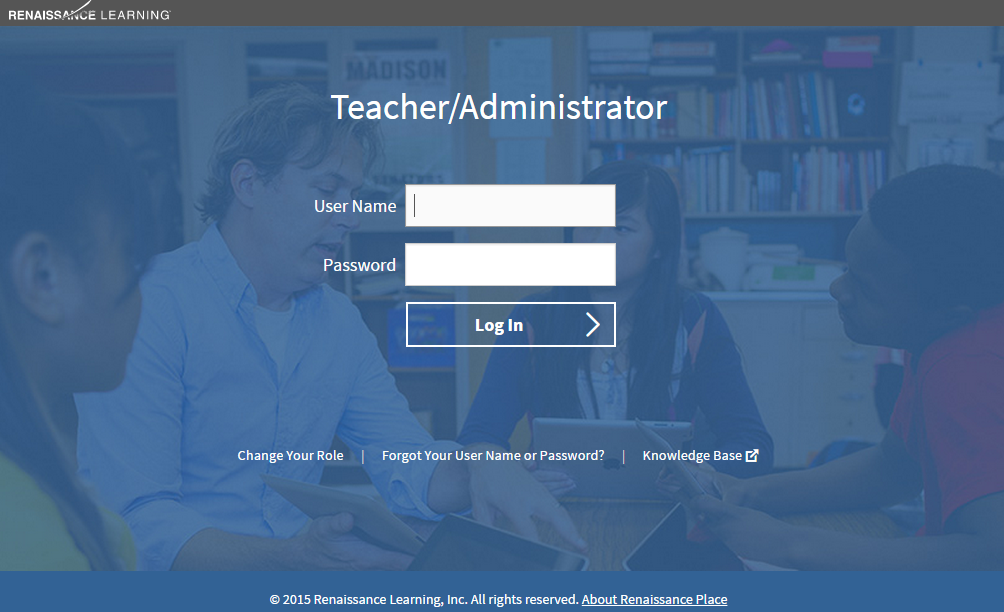 RENAISSANCE LEARNING
MADISON
Teacher/Administrator
User Name
Password
Log In
Change Your Role | Forgot Your User Name or Password? | Knowledge Base
© 2015 Renaissance Learning, Inc. All rights reserved. About Renaissance Place